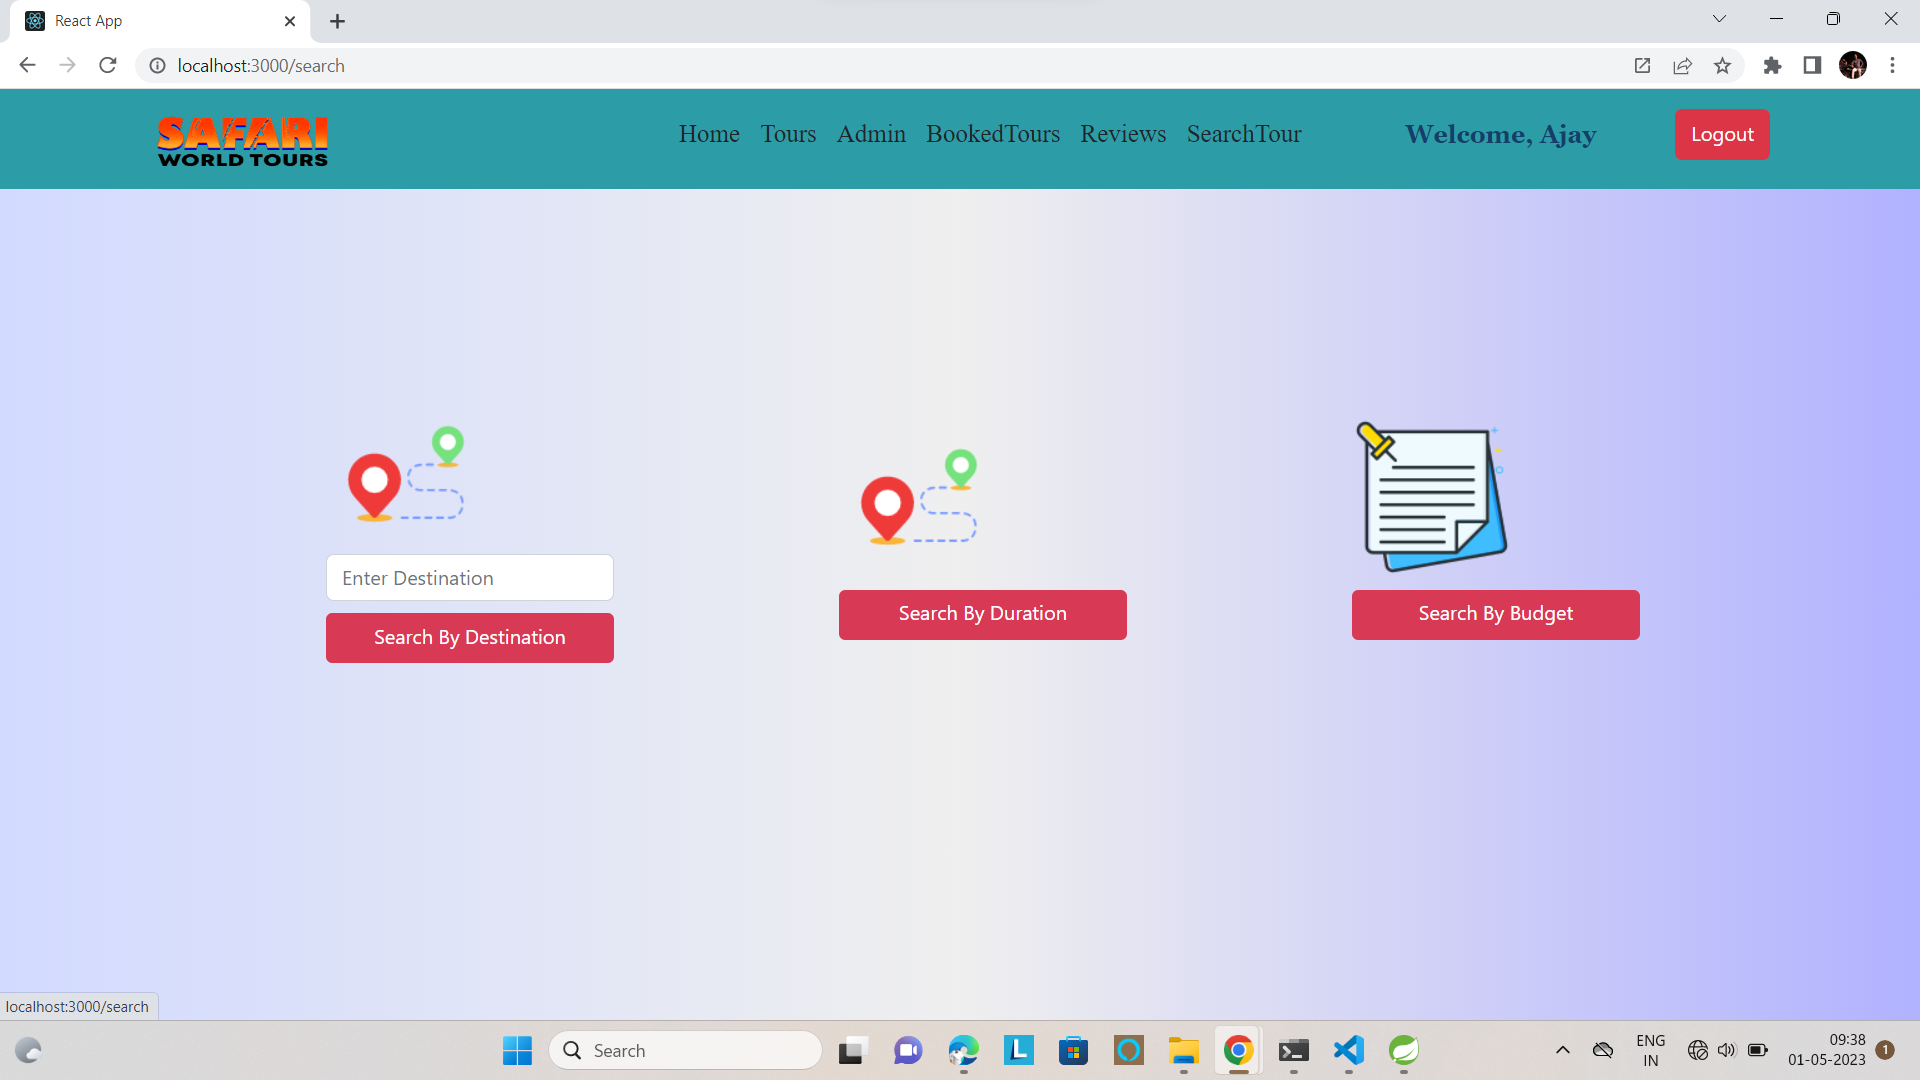 React App
localhost:3000/search
SAFARI
WORLD TOURS
Home Tours Admin BookedTours Reviews SearchTour
Welcome, Ajay
Logout
Enter Destination
Search By Destination
Search By Duration
Search By Budget
localhost:3000/search
Search
L
ENG
IN
09:38
01-05-2023
1